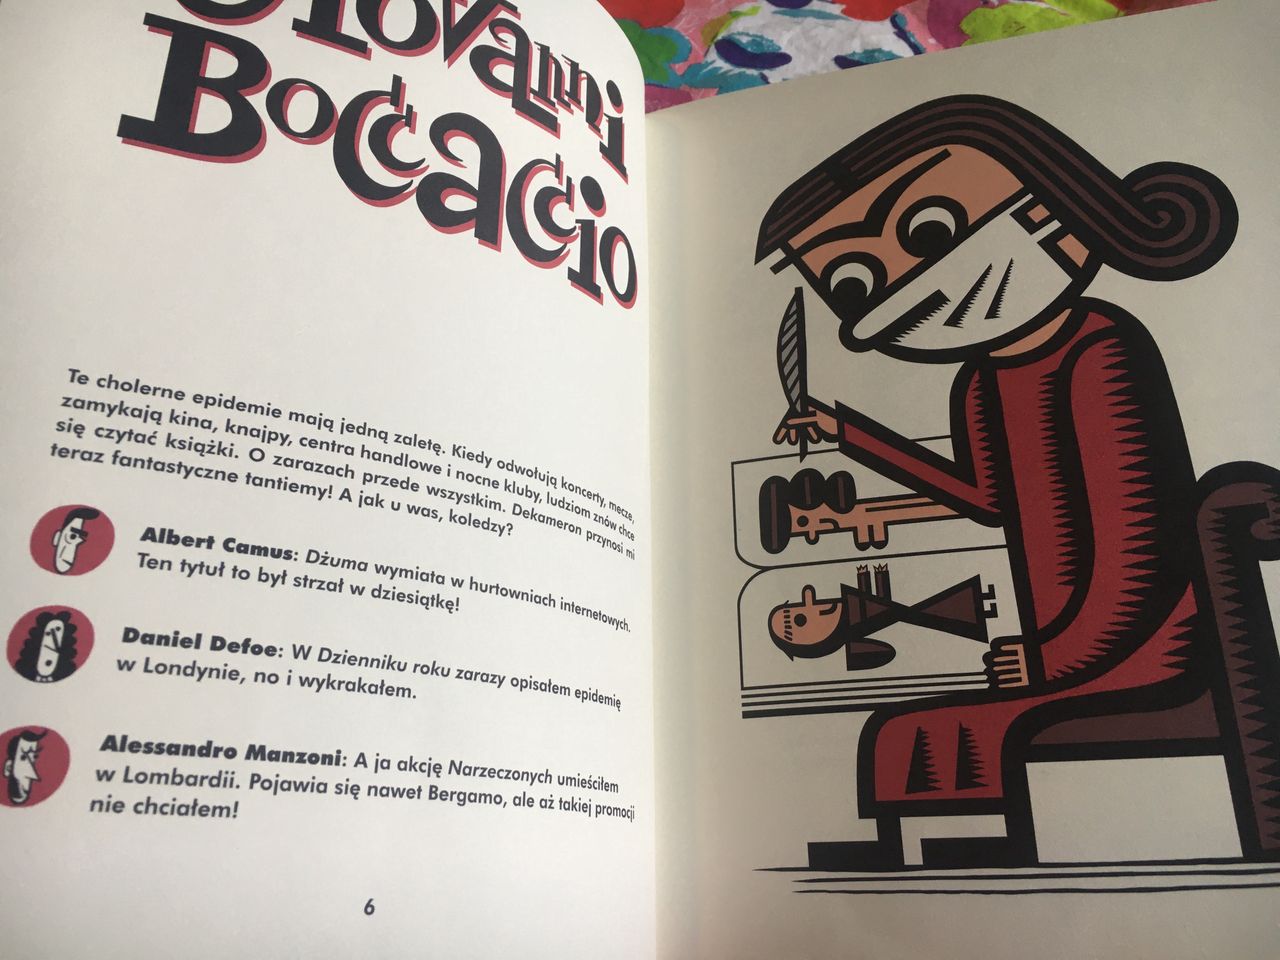 Giovanni
Boccaccio
Te cholerne epidemie mają jedną zaletę. Kiedy odwołują koncerty, mecze,
zamykają kina, knajpy, centra handlowe i nocne kluby, ludziom znów chce
się czytać książki. O zarazach przede wszystkim. Dekameron przynosi mi
teraz fantastyczne tantiemy! A jak u was, koledzy?
Albert Camus: Dżuma wymiata w hurtowniach internetowych.
Ten tytuł to był strzał w dziesiątkę!
Daniel Defoe: W Dzienniku roku zarazy opisałem epidemię
w Londynie, no i wykrakałem.
Alessandro Manzoni: A ja akcję Narzeczonych umieściłem
w Lombardii. Pojawia się nawet Bergamo, ale aż takiej promocji
nie chciałem!
6